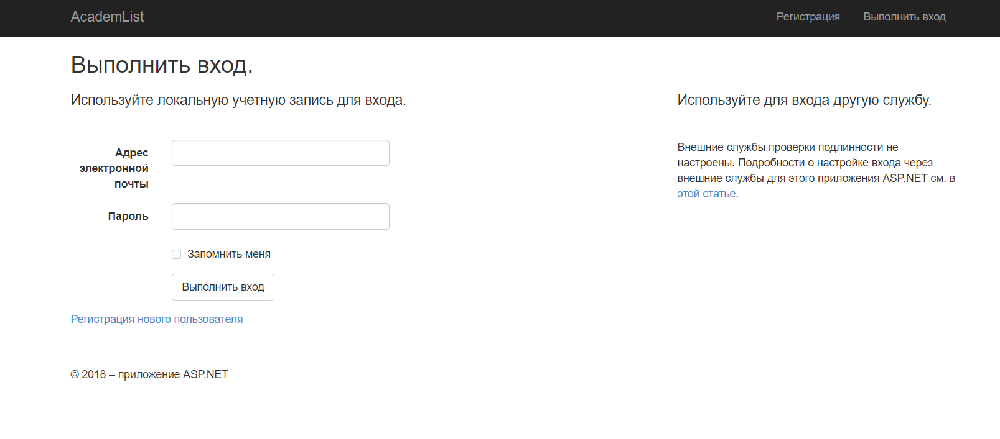 AcademList
Регистрация
Выполнить вход
Выполнить вход.
Используйте локальную учетную запись для входа.
Адрес
электронной
почты
Пароль
Запомнить меня
Выполнить вход
Регистрация нового пользователя
Используйте для входа другую службу.
Внешние службы проверки подлинности не
настроены. Подробности о настройке входа через
внешние службы для этого приложения ASP.NET см. в
этой статье.
© 2018 – приложение ASP.NET